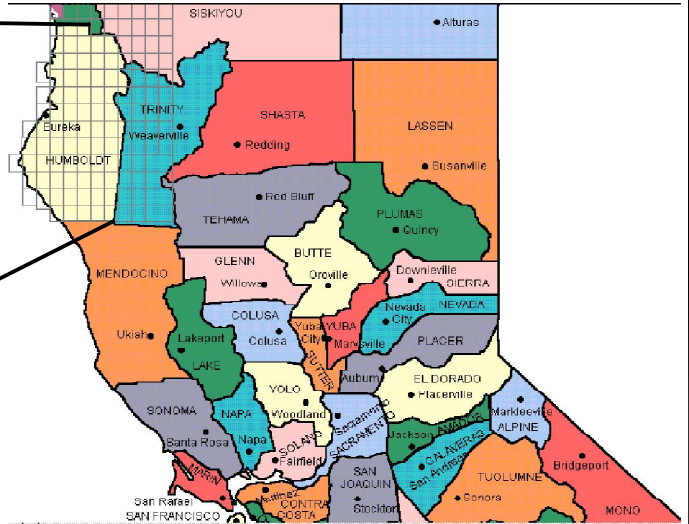 SISKIYOU
Alturas
TRINITY
Weaverville
SHASTA
Redding
LASSEN
Susanville
Eureka
HUMBOLDT
Red Bluff
TEHAMA
PLUMAS
Quincy
BUTTE
Oroville
GLENN
Willows
MENDOCINO
Ukiah
Downieville
SIERRA
NEVADA
Nevada
City
COLUSA
Colusa
Lakeport
LAKE
Yuba
City
YUBA
Marysville
SUTTER
PLACER
Auburn
EL DORADO
Placerville
YOLO
Woodland
SONOMA
Santa Rosa
NAPA
Napa
Sacramento
SACRAMENTO
SOLANO
Fairfield
Markleeville
ALPINE
AMADOR
Jackson
CALAVERAS
San Andreas
MARIN
San Rafael
SAN FRANCISCO
Martinez
CONTRA
COSTA
SAN
JOAQUIN
Stockton
TUOLUMNE
Sonora
Bridgeport
MONO